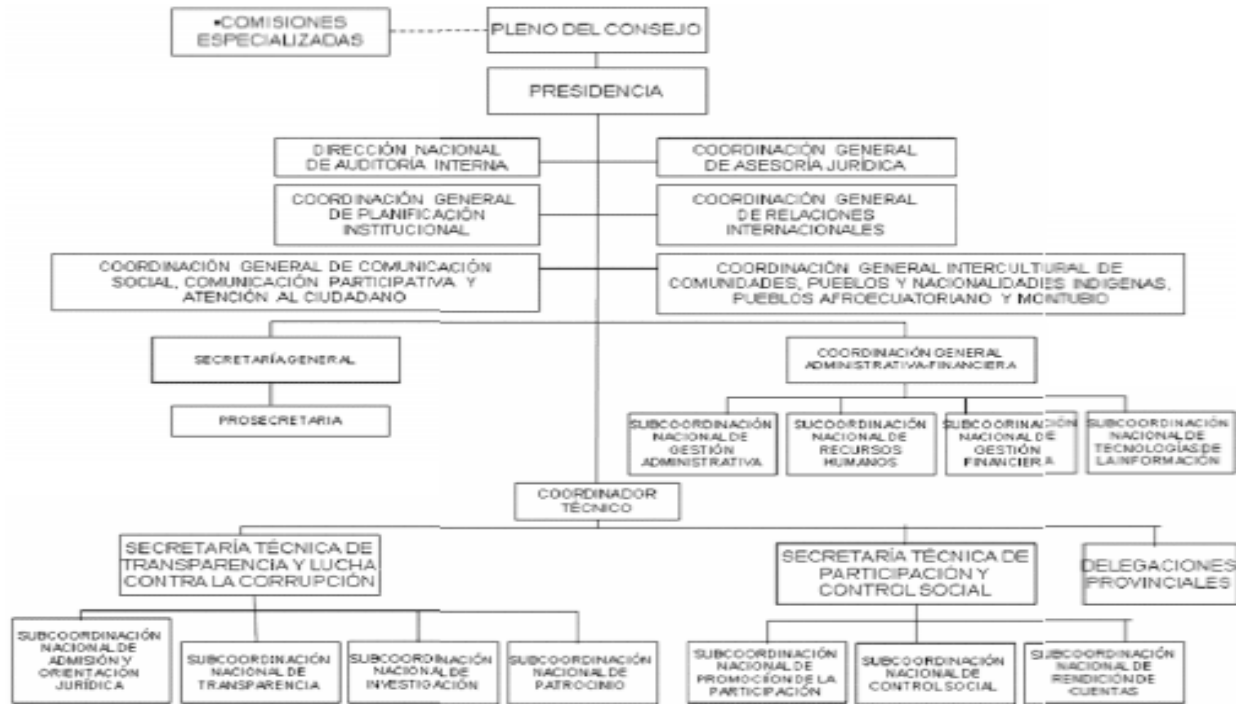 •COMISIONES
ESPECIALIZADAS
PLENO DEL CONSEJO
PRESIDENCIA
DIRECCIÓN NACIONAL
DE AUDITORÍA INTERNA
COORDINACIÓN GENERAL
DE ASESORÍA JURÍDICA
COORDINACIÓN GENERAL
DE PLANIFICACIÓN
INSTITUCIONAL
COORDINACIÓN GENERAL
DE RELACIONES
INTERNACIONALES
COORDINACIÓN GENERAL DE COMUNICACIÓN
SOCIAL, COMUNICACIÓN PARTICIPATIVA Y
ATENCIÓN AL CIUDADANO
COORDINACIÓN GENERAL INTERCULTURAL DE
COMUNIDADES, PUEBLOS Y NACIONALIDADES INDIGENAS,
PUEBLOS AFROECUATORIANO Y MONTUBIO
SECRETARÍA GENERAL
COORDINACIÓN GENERAL
ADMINISTRATIVA-FINANCIERA
PROSECRETARIA
SUBCOORDINACIÓN
NACIONAL DE
GESTIÓN
ADMINISTRATIVA
SUCOORDINACIÓN
NACIONAL DE
RECURSOS
HUMANOS
SUBCOORINACIÓN
NACIONAL DE
GESTIÓN
FINANCIERA
SUBCOORDINACIÓN
NACIONAL DE
TECNOLOGÍAS DE
LA INFORMACIÓN
COORDINADOR
TÉCNICO
SECRETARÍA TÉCNICA DE
TRANSPARENCIA Y LUCHA
CONTRA LA CORRUPCIÓN
SECRETARÍA TÉCNICA DE
PARTICIPACIÓN Y
CONTROL SOCIAL
DELEGACIONES
PROVINCIALES
SUBCOORDINACIÓN
NACIONAL DE
ADMISIÓN Y
ORIENTACIÓN
JURÍDICA
SUBCOORDINACIÓN
NACIONAL DE
TRANSPARENCIA
SUBCOORDINACIÓN
NACIONAL DE
INVESTIGACIÓN
SUBCOORDINACIÓN
NACIONAL DE
PATROCINIO
SUBCOORDINACIÓN
NACIONAL DE
PROMOCIÍON DE LA
PARTICIPACIÓN
SUBCOORDINACIÓN
NACIONAL DE
CONTROL SOCIAL
SUBCOORDINACIÓN
NACIONAL DE
RENDICIÓN DE
CUENTAS